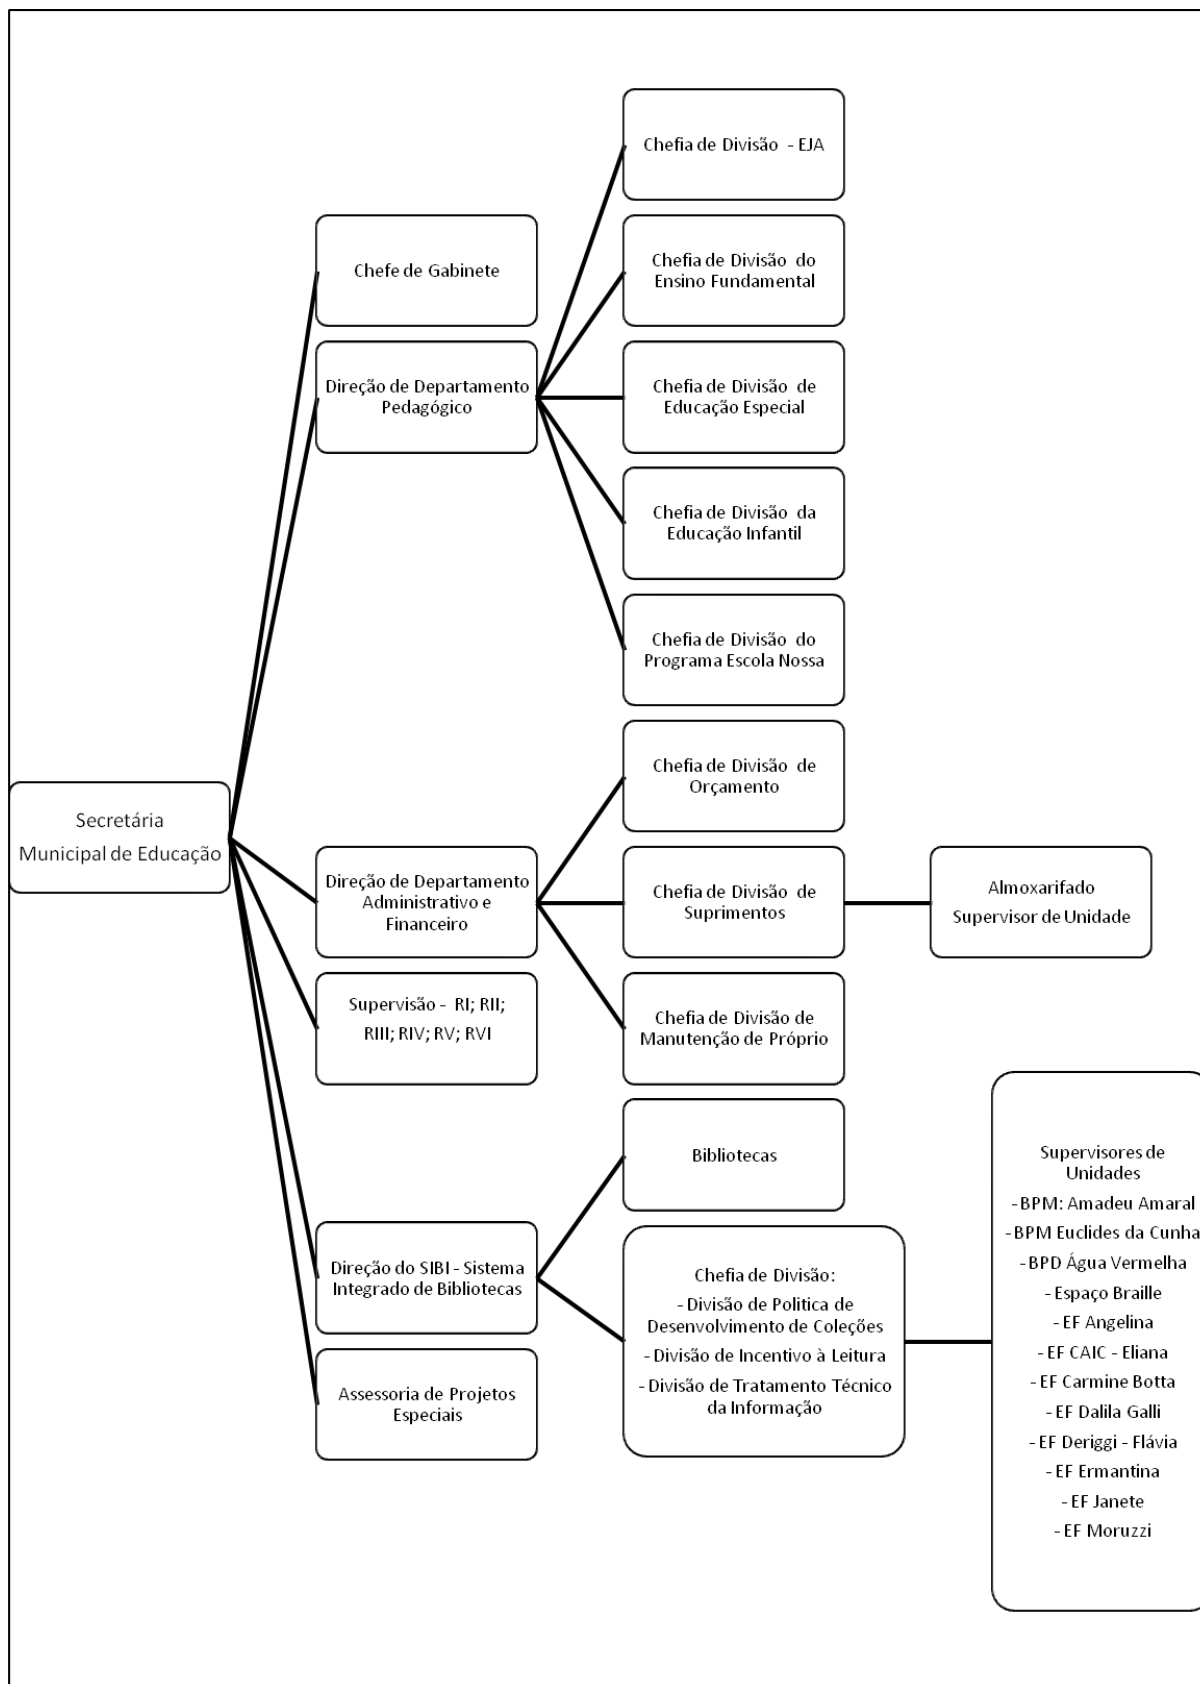 Chefia de Divisão - EJA
Chefe de Gabinete
Chefia de Divisão do
Ensino Fundamental
Direção de Departamento
Pedagógico
Chefia de Divisão de
Educação Especial
Chefia de Divisão da
Educação Infantil
Chefia de Divisão do
Programa Escola Nossa
Secretária
Municipal de Educação
Chefia de Divisão de
Orçamento
Direção de Departamento
Administrativo e
Financeiro
Chefia de Divisão de
Suprimentos
Almoxarifado
Supervisor de Unidade
Supervisão - RI; RII;
RIII; RIV; RV; RVI
Chefia de Divisão de
Manutenção de Próprio
Bibliotecas
Direção do SIBI - Sistema
Integrado de Bibliotecas
Chefia de Divisão:
- Divisão de Politica de
Desenvolvimento de Coleções
- Divisão de Incentivo à Leitura
- Divisão de Tratamento Técnico
da Informação
Supervisores de
Unidades
- BPM: Amadeu Amaral
- BPM Euclides da Cunha
- BPD Água Vermelha
- Espaço Braille
- EF Angelina
- EF CAIC - Eliana
- EF Carmine Botta
- EF Dalila Galli
- EF Deriggi - Flávia
- EF Ermantina
- EF Janete
- EF Moruzzi
Assessoria de Projetos
Especiais